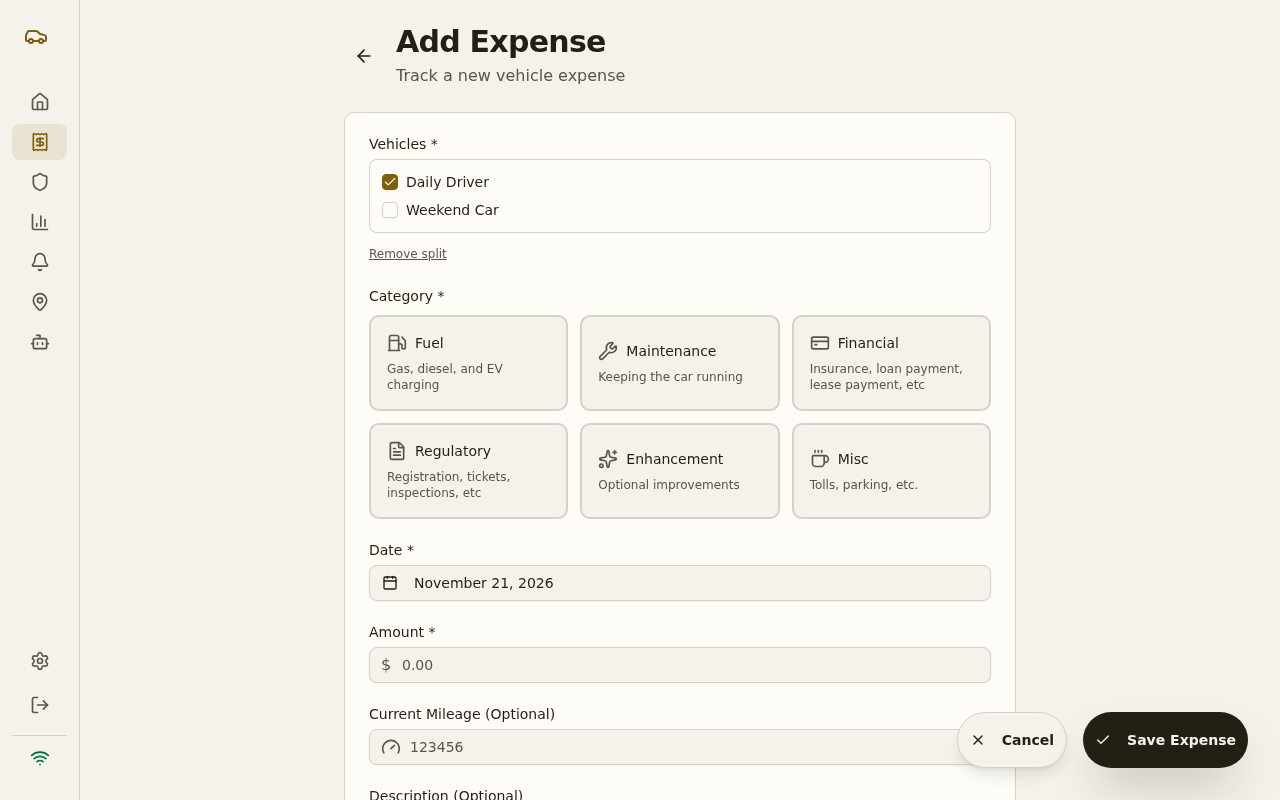 Add Expense
Track a new vehicle expense
Vehicles *
Daily Driver
Weekend Car
Remove split
Category *
Fuel
Gas, diesel, and EV
charging
Maintenance
Keeping the car running
Financial
Insurance, loan payment,
lease payment, etc
Regulatory
Registration, tickets,
inspections, etc
Enhancement
Optional improvements
Misc
Tolls, parking, etc.
Date *
November 21, 2026
Amount *
$ 0.00
Current Mileage (Optional)
123456
Cancel
Save Expense
Description (Optional)